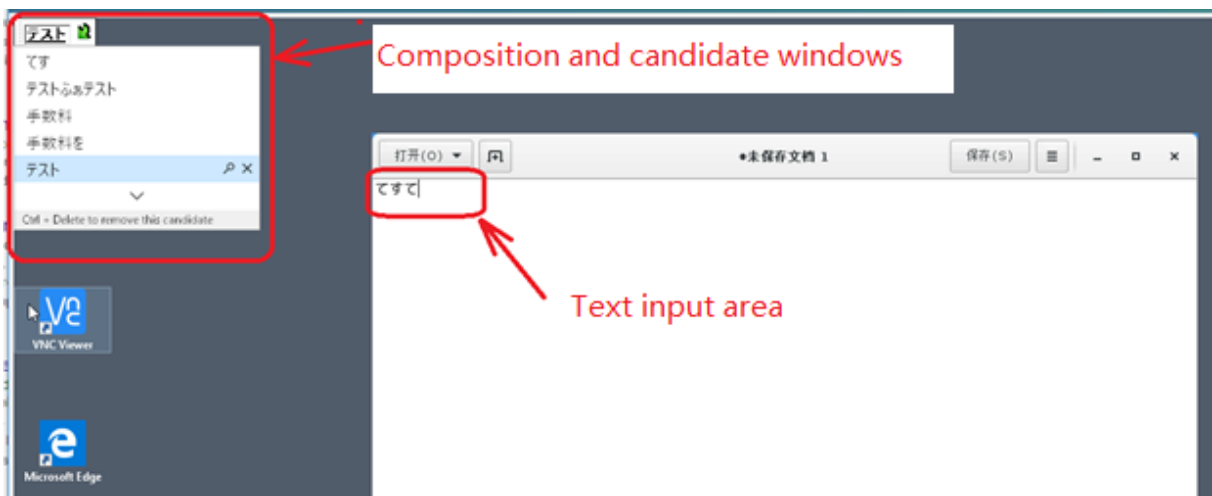 テスト
てす
テストふぁテスト
手数料
手数料を
テスト
Ctrl + Delete to remove this candidate
Composition and candidate windows
打开(O)
•未保存文档 1
保存(S)
てすて
Text input area
VNC Viewer
Microsoft Edge